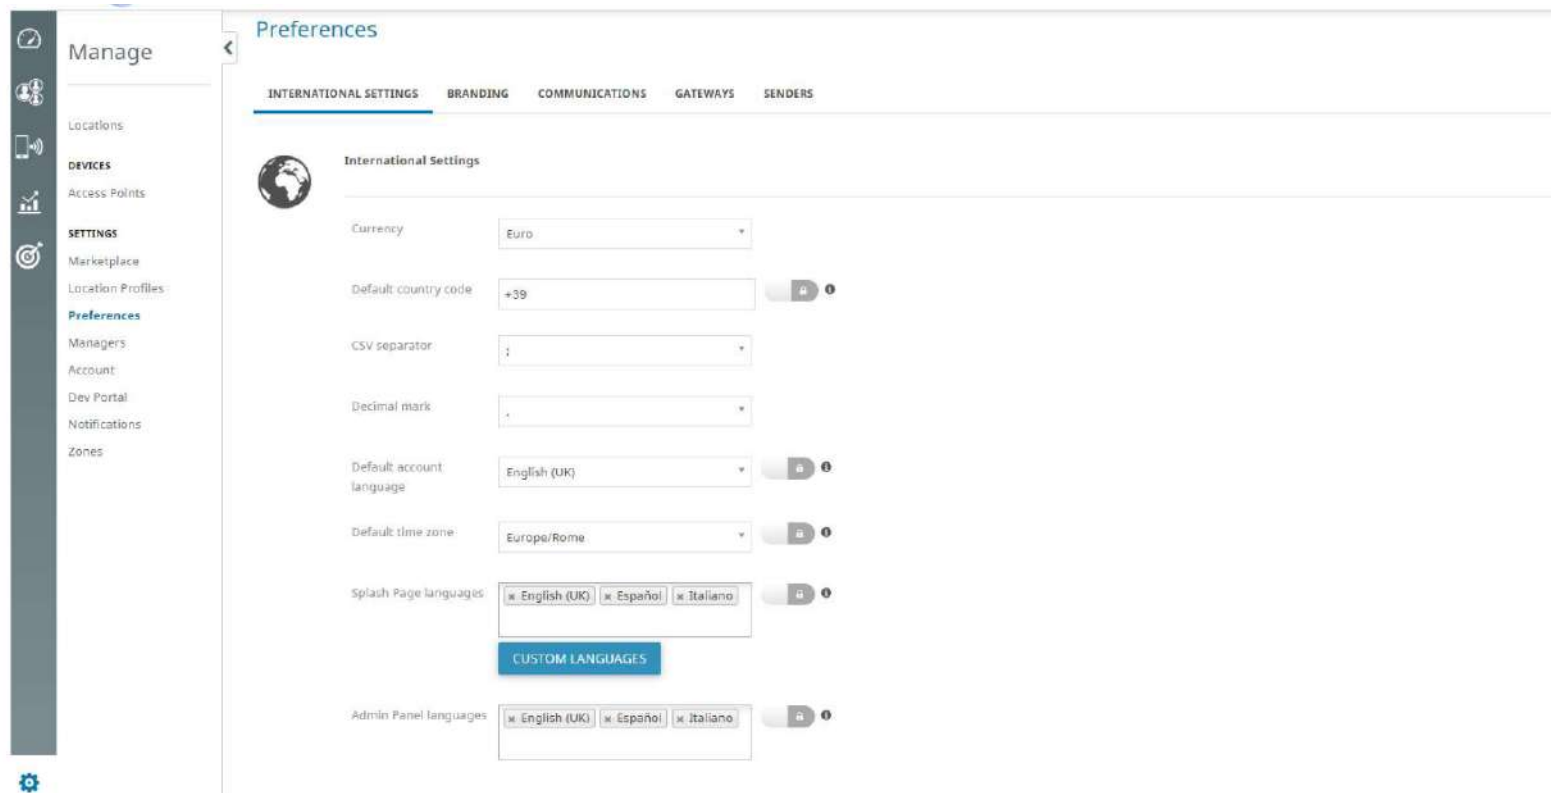 Preferences
Manage
INTERNATIONAL SETTINGS BRANDING COMMUNICATIONS GATEWAYS SENDERS
Locations
DEVICES
Access Points
SETTINGS
Marketplace
Location Profiles
Preferences
Managers
Account
Dev Portal
Notifications
Zones
International Settings
Currency Euro
Default country code +39
CSV separator ;
Decimal mark ,
Default account
language
English (UK)
Default time zone Europe/Rome
Splash Page languages × English (UK) × Español × Italiano
CUSTOM LANGUAGES
Admin Panel languages × English (UK) × Español × Italiano